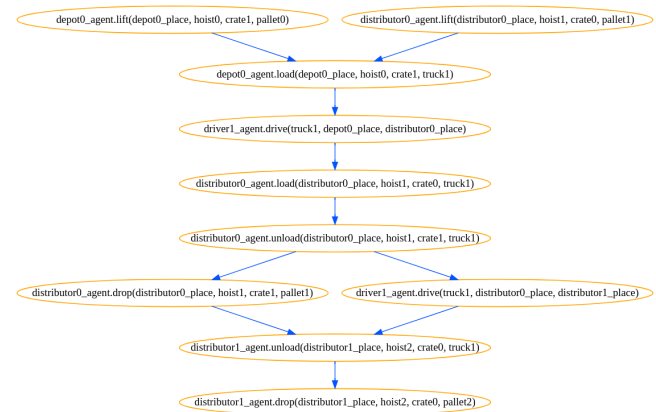 depot0_agent.lift(depot0_place, hoist0, crate1, pallet0)
distributor0_agent.lift(distributor0_place, hoist1, crate0, pallet1)
depot0_agent.load(depot0_place, hoist0, crate1, truck1)
driver1_agent.drive(truck1, depot0_place, distributor0_place)
distributor0_agent.load(distributor0_place, hoist1, crate0, truck1)
distributor0_agent.unload(distributor0_place, hoist1, crate1, truck1)
distributor0_agent.drop(distributor0_place, hoist1, crate1, pallet1)
driver1_agent.drive(truck1, distributor0_place, distributor1_place)
distributor1_agent.unload(distributor1_place, hoist2, crate0, truck1)
distributor1_agent.drop(distributor1_place, hoist2, crate0, pallet2)